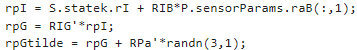 rpI = S.statek.rI + RIB*P.sensorParams.raB(:,1);
rpG = RIG'*rpI;
rpGtilde = rpG + RPa'*randn(3,1);